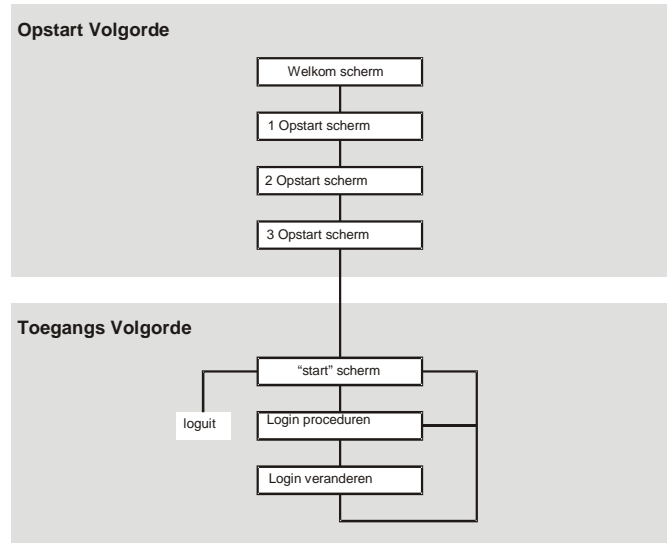 Opstart Volgorde
Welkom scherm
1 Opstart scherm
2 Opstart scherm
3 Opstart scherm
Toegangs Volgorde
“start” scherm
loguit
Login proceduren
Login veranderen